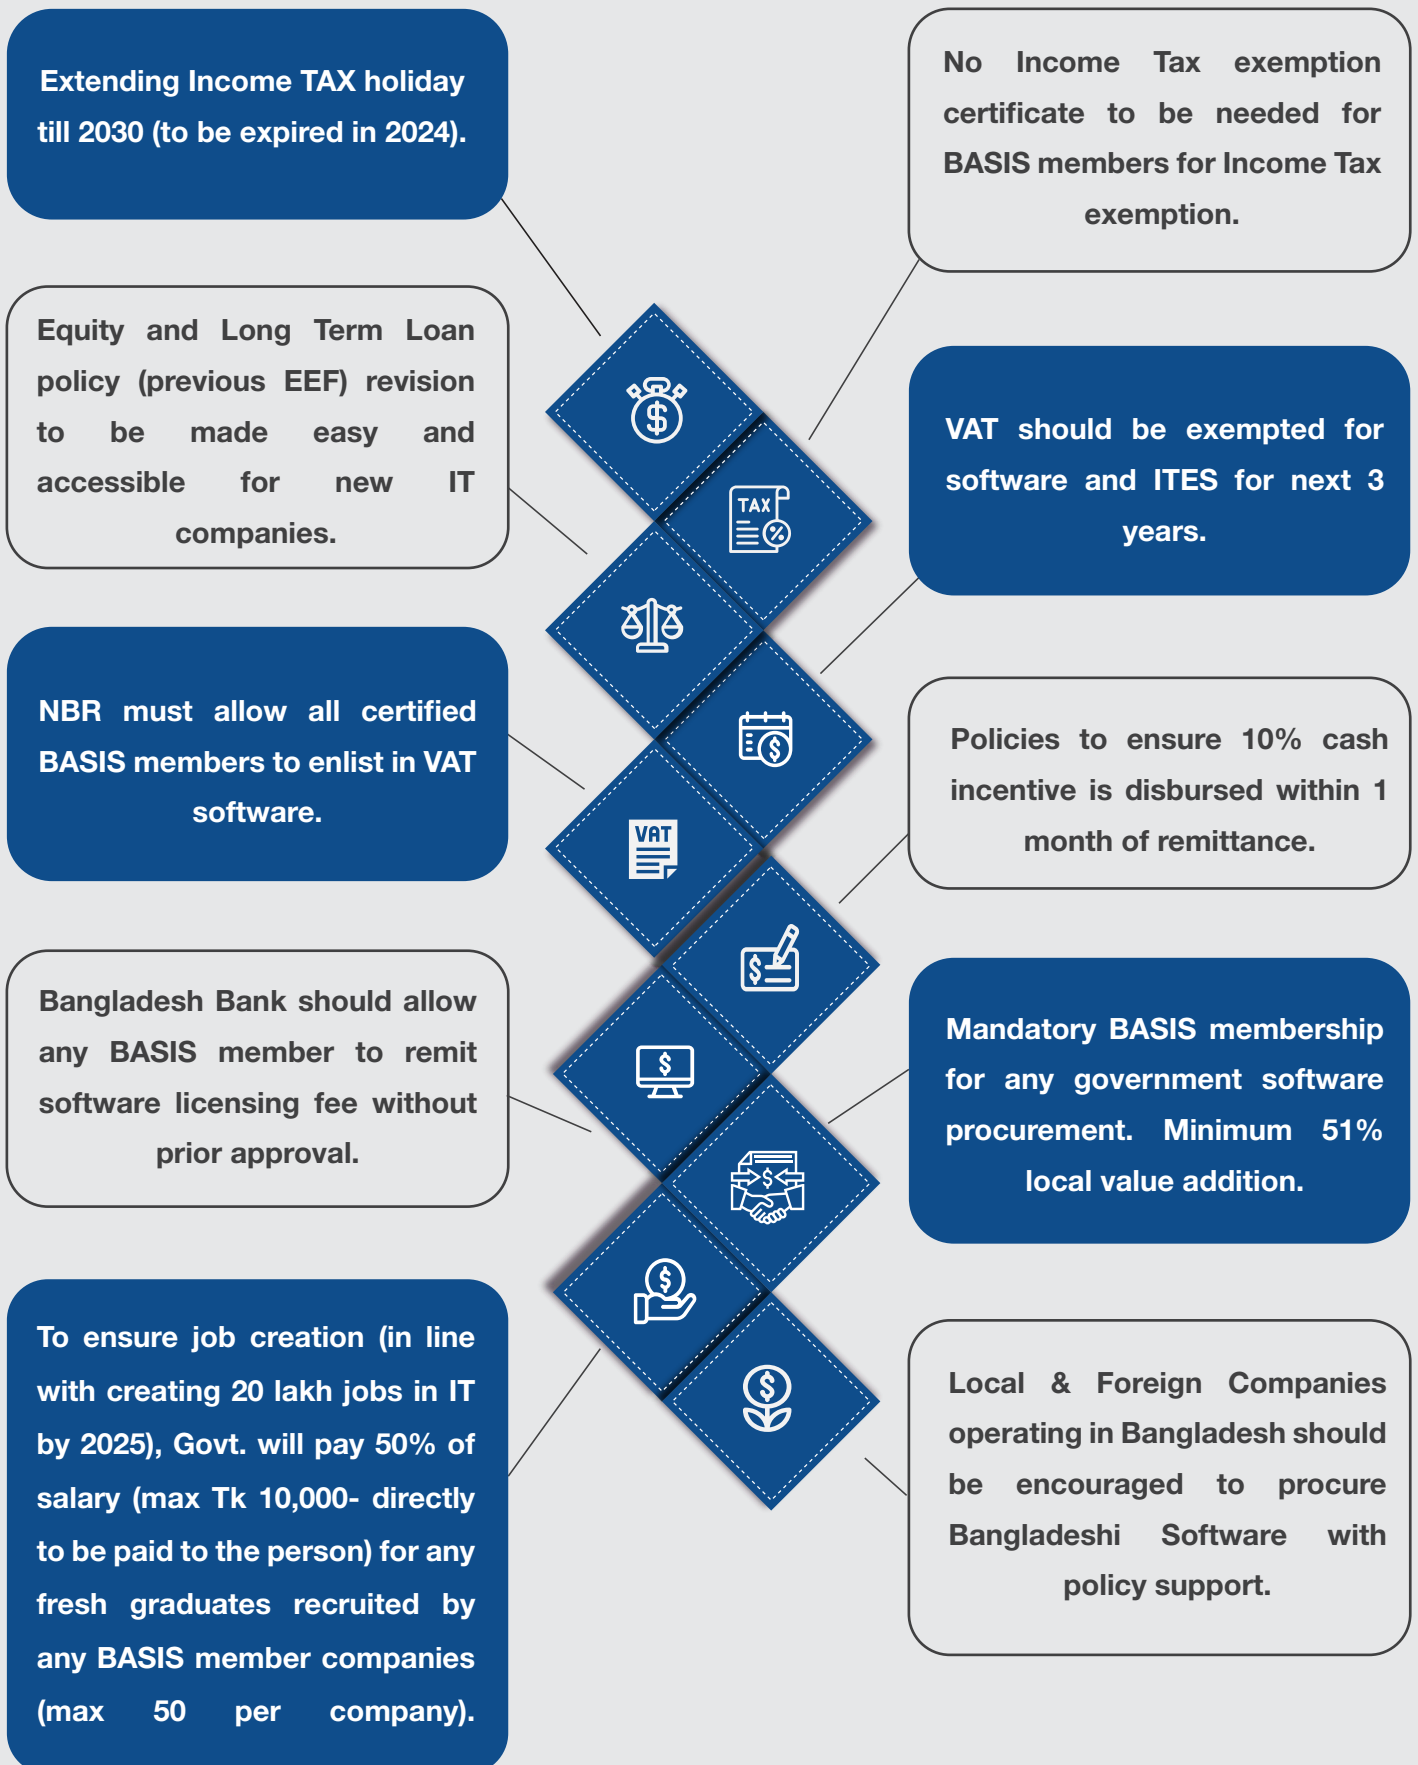 Extending Income TAX holiday
till 2030 (to be expired in 2024).
No Income Tax exemption
certificate to be needed for
BASIS members for Income Tax
exemption.
Equity and Long Term Loan
policy (previous EEF) revision
to be made easy and
accessible for new IT
companies.
VAT should be exempted for
software and ITES for next 3
years.
TAX
NBR must allow all certified
BASIS members to enlist in VAT
software.
Policies to ensure 10% cash
incentive is disbursed within 1
month of remittance.
VAT
Bangladesh Bank should allow
any BASIS member to remit
software licensing fee without
prior approval.
Mandatory BASIS membership
for any government software
procurement. Minimum 51%
local value addition.
To ensure job creation (in line
with creating 20 lakh jobs in IT
by 2025), Govt. will pay 50% of
salary (max Tk 10,000- directly
to be paid to the person) for any
fresh graduates recruited by
any BASIS member companies
(max 50 per company).
Local & Foreign Companies
operating in Bangladesh should
be encouraged to procure
Bangladeshi Software with
policy support.